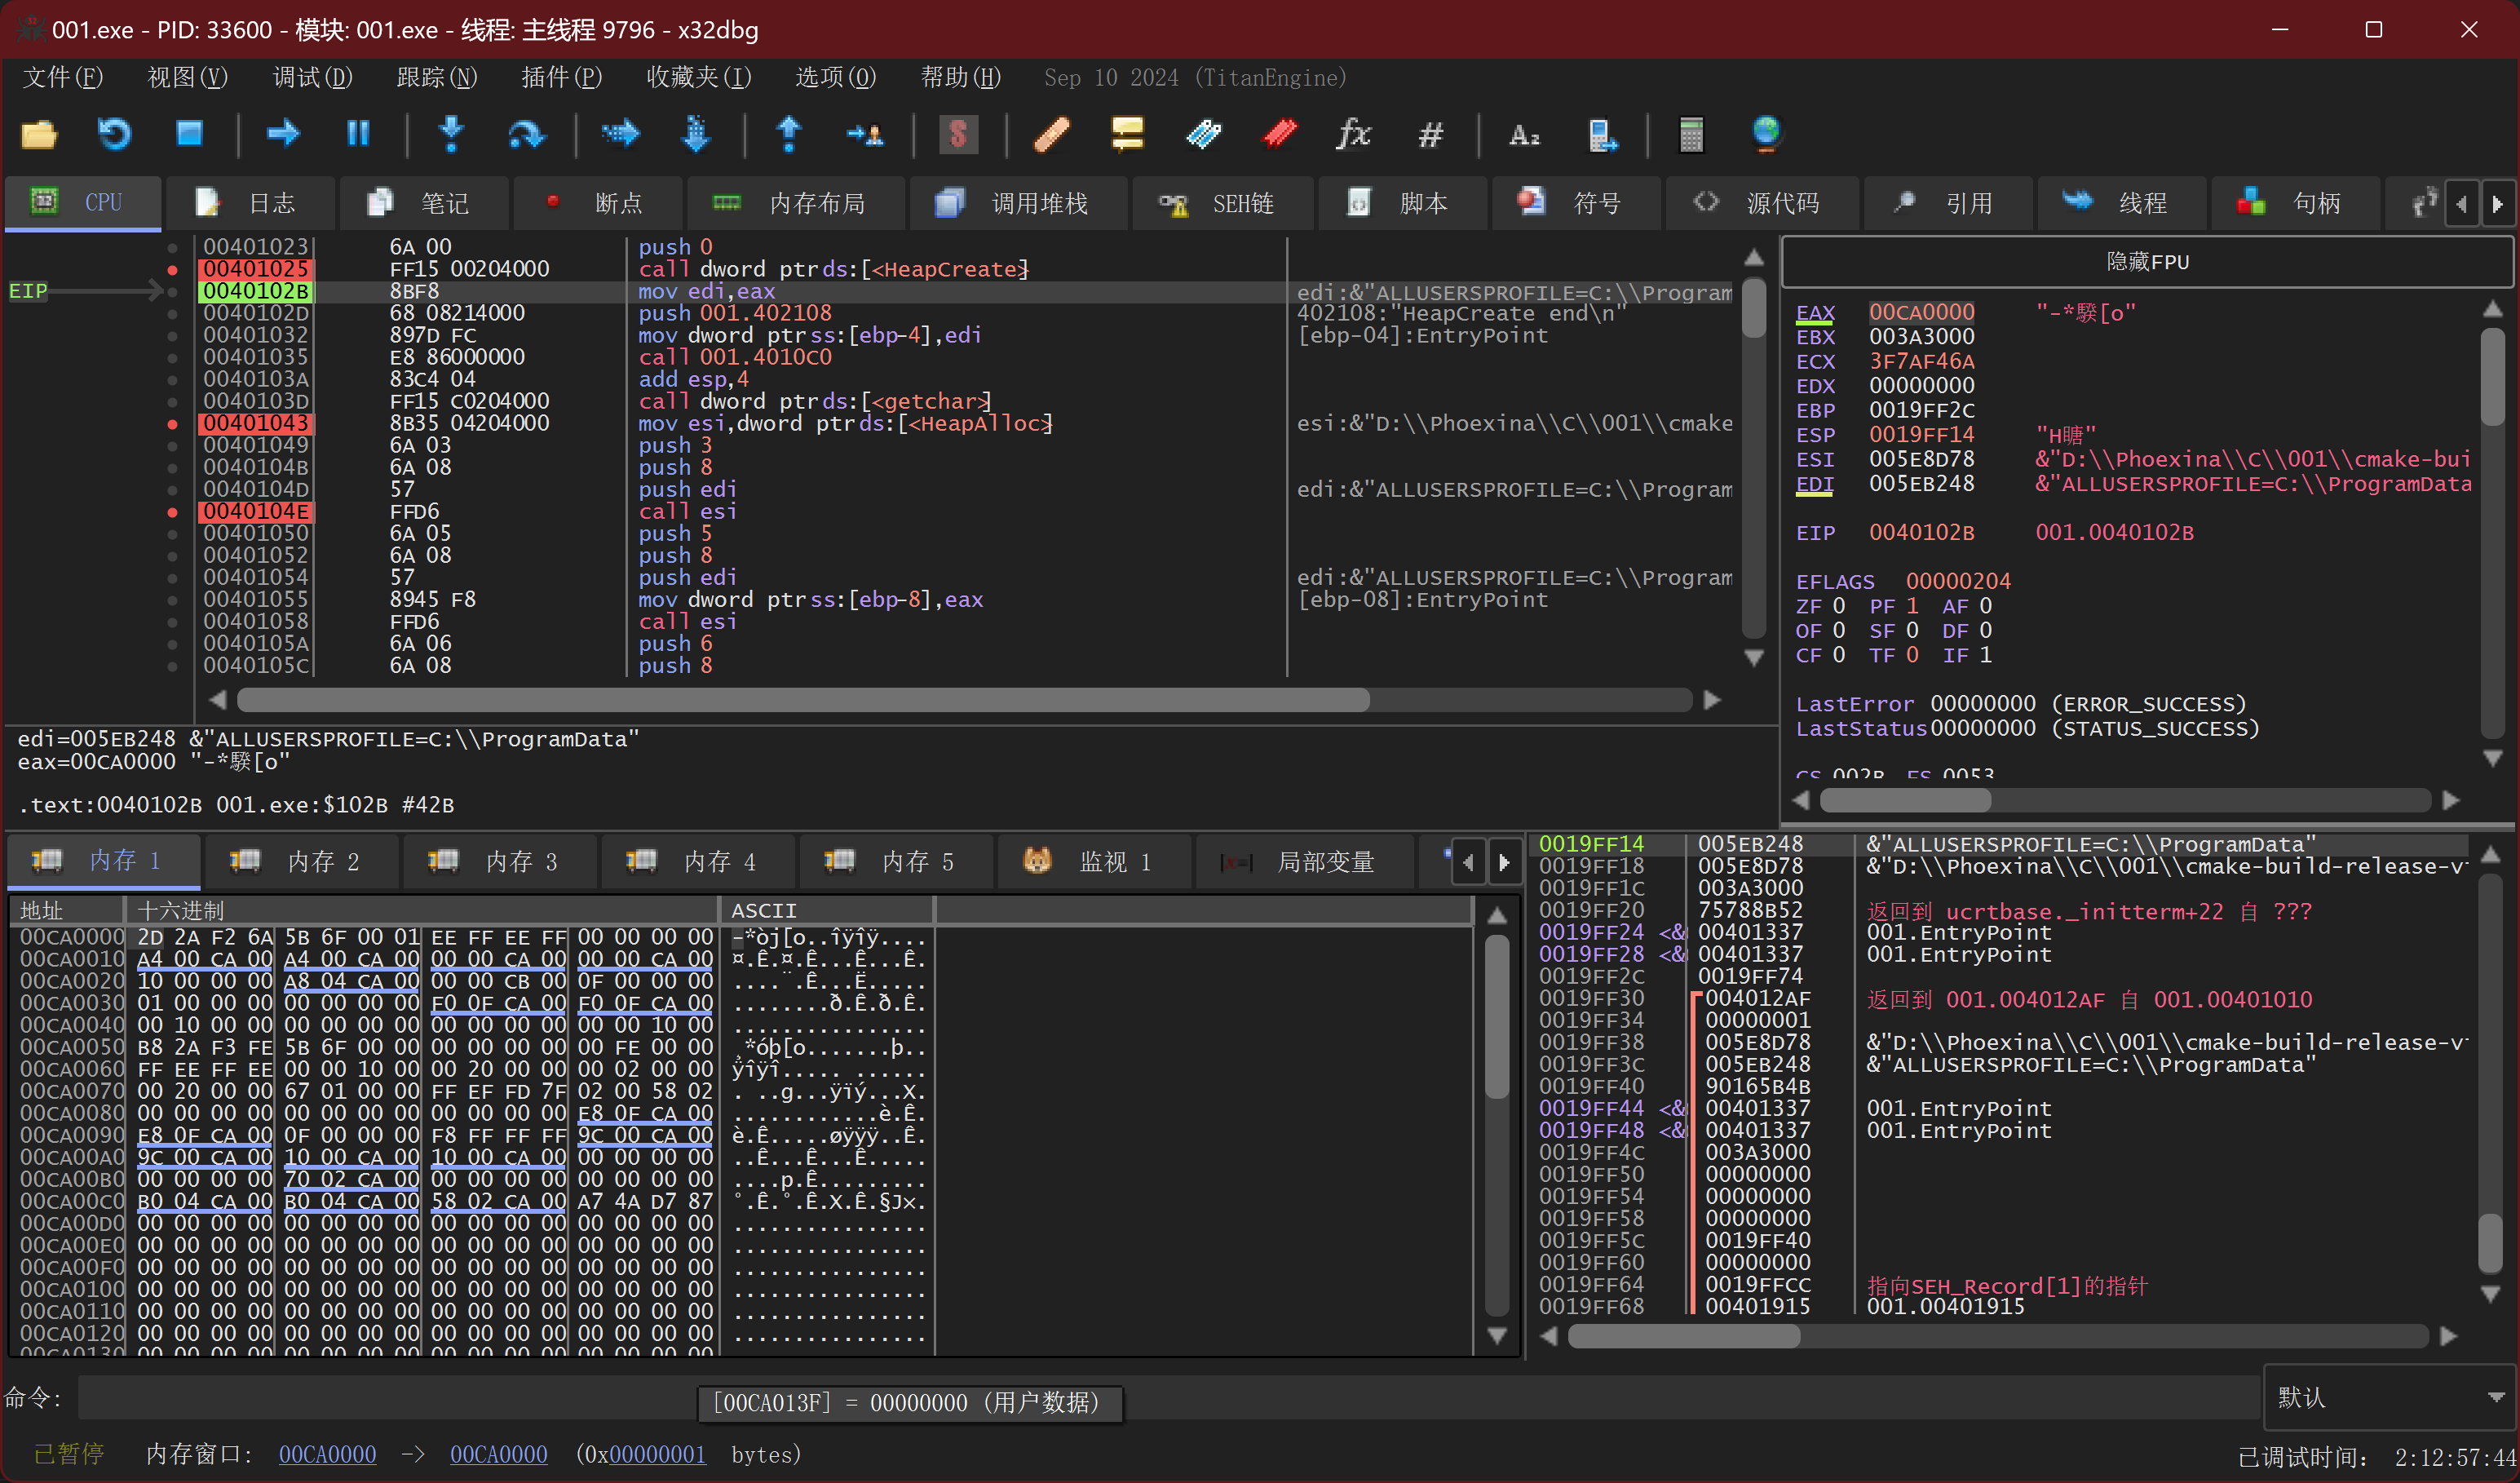 001.exe - PID: 33600 - 模块: 001.exe - 线程: 主线程 9796 - x32dbg
文件(F) 视图(V) 调试(D) 跟踪(N) 插件(P) 收藏夹(I) 选项(O) 帮助(H) Sep 10 2024 (TitanEngine)
CPU 日志 笔记 断点 内存布局 调用堆栈 SEH链 脚本 符号 源代码 引用 线程 句柄
00401023 6A 00 push 0
00401025 FF15 00204000 call dword ptr ds:[<HeapCreate>]
EIP 0040102B 8BF8 mov edi,eax edi:&"ALLUSERSPROFILE=C:\\Program
0040102D 68 08214000 push 001.402108 402108:"HeapCreate end\n"
00401032 897D FC mov dword ptr ss:[ebp-4],edi [ebp-04]:EntryPoint
00401035 E8 86000000 call 001.4010C0
0040103A 83C4 04 add esp,4
0040103D FF15 C0204000 call dword ptr ds:[<getchar>]
00401043 8B35 04204000 mov esi,dword ptr ds:[<HeapAlloc>] esi:&"D:\\Phoexina\\C\\001\\cmake
00401049 6A 03 push 3
0040104B 6A 08 push 8
0040104D 57 push edi edi:&"ALLUSERSPROFILE=C:\\Program
0040104E FFD6 call esi
00401050 6A 05 push 5
00401052 6A 08 push 8
00401054 57 push edi edi:&"ALLUSERSPROFILE=C:\\Program
00401055 8945 F8 mov dword ptr ss:[ebp-8],eax [ebp-08]:EntryPoint
00401058 FFD6 call esi
0040105A 6A 06 push 6
0040105C 6A 08 push 8
edi=005EB248 &"ALLUSERSPROFILE=C:\\ProgramData"
eax=00CA0000 "-*騤[o"
.text:0040102B 001.exe:$102B #42B
隐藏FPU
EAX 00CA0000 "-*騤[o"
EBX 003A3000
ECX 3F7AF46A
EDX 00000000
EBP 0019FF2C
ESP 0019FF14 "H瞊"
ESI 005E8D78 &"D:\\Phoexina\\C\\001\\cmake-bui
EDI 005EB248 &"ALLUSERSPROFILE=C:\\ProgramData
EIP 0040102B 001.0040102B
EFLAGS 00000204
ZF 0 PF 1 AF 0
OF 0 SF 0 DF 0
CF 0 TF 0 IF 1
LastError 00000000 (ERROR_SUCCESS)
LastStatus 00000000 (STATUS_SUCCESS)
内存 1 内存 2 内存 3 内存 4 内存 5 监视 1 局部变量
地址 十六进制 ASCII
00CA0000 2D 2A F2 6A 5B 6F 00 01 EE FF EE FF 00 00 00 00 -*òj[o..îÿîÿ....
00CA0010 A4 00 CA 00 A4 00 CA 00 00 00 CA 00 00 00 CA 00 ¤.Ê.¤.Ê...Ê...Ê.
00CA0020 10 00 00 00 A8 04 CA 00 00 00 CB 00 0F 00 00 00 ....¨.Ê...Ë.....
00CA0030 01 00 00 00 00 00 00 00 F0 0F CA 00 F0 0F CA 00 ........ð.Ê.ð.Ê.
00CA0040 00 10 00 00 00 00 00 00 00 00 00 00 00 00 10 00 ................
00CA0050 B8 2A F3 FE 5B 6F 00 00 00 00 00 00 00 FE 00 00 ¸*óþ[o.......þ..
00CA0060 FF EE FF EE 00 00 10 00 00 20 00 00 00 02 00 00 ÿîÿî..... ......
00CA0070 00 20 00 00 67 01 00 00 FF EF FD 7F 02 00 58 02 . ..g...ÿïý...X.
00CA0080 00 00 00 00 00 00 00 00 00 00 00 00 E8 0F CA 00 ............è.Ê.
00CA0090 E8 0F CA 00 0F 00 00 00 F8 FF FF FF 9C 00 CA 00 è.Ê.....øÿÿÿ..Ê.
00CA00A0 9C 00 CA 00 10 00 CA 00 10 00 CA 00 00 00 00 00 ..Ê...Ê...Ê.....
00CA00B0 00 00 00 00 70 02 CA 00 00 00 00 00 00 00 00 00 ....p.Ê.........
00CA00C0 B0 04 CA 00 B0 04 CA 00 58 02 CA 00 A7 4A D7 87 °.Ê.°.Ê.X.Ê.§J×.
00CA00D0 00 00 00 00 00 00 00 00 00 00 00 00 00 00 00 00 ................
00CA00E0 00 00 00 00 00 00 00 00 00 00 00 00 00 00 00 00 ................
00CA00F0 00 00 00 00 00 00 00 00 00 00 00 00 00 00 00 00 ................
00CA0100 00 00 00 00 00 00 00 00 00 00 00 00 00 00 00 00 ................
00CA0110 00 00 00 00 00 00 00 00 00 00 00 00 00 00 00 00 ................
00CA0120 00 00 00 00 00 00 00 00 00 00 00 00 00 00 00 00 ................
0019FF14 005EB248 &"ALLUSERSPROFILE=C:\\ProgramData"
0019FF18 005E8D78 &"D:\\Phoexina\\C\\001\\cmake-build-release-v
0019FF1C 003A3000
0019FF20 75788B52 返回到 ucrtbase._initterm+22 自 ???
0019FF24 <& 00401337 001.EntryPoint
0019FF28 <& 00401337 001.EntryPoint
0019FF2C 0019FF74
0019FF30 004012AF 返回到 001.004012AF 自 001.00401010
0019FF34 00000001
0019FF38 005E8D78 &"D:\\Phoexina\\C\\001\\cmake-build-release-v
0019FF3C 005EB248 &"ALLUSERSPROFILE=C:\\ProgramData"
0019FF40 90165B4B
0019FF44 <& 00401337 001.EntryPoint
0019FF48 <& 00401337 001.EntryPoint
0019FF4C 003A3000
0019FF50 00000000
0019FF54 00000000
0019FF58 00000000
0019FF5C 0019FF40
0019FF60 00000000
0019FF64 0019FFCC 指向SEH_Record[1]的指针
0019FF68 00401915 001.00401915
命令: [00CA013F] = 00000000 (用户数据) 默认
已暂停 内存窗口: 00CA0000 -> 00CA0000 (0x00000001 bytes) 已调试时间: 2:12:57:44